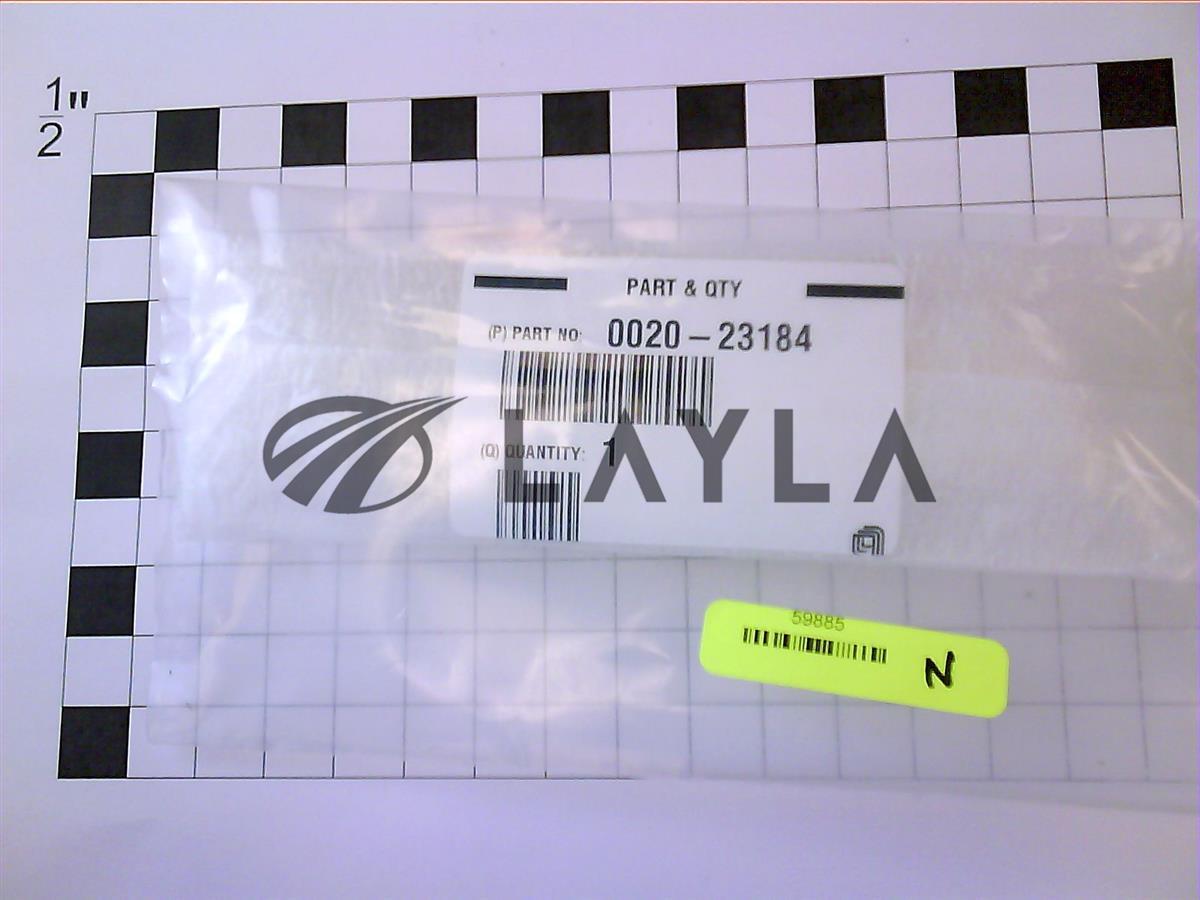 1/2"
PART & QTY
(P) PART NO: 0020-23184
LAYLA
(Q) QUANTITY: 1
59885
N